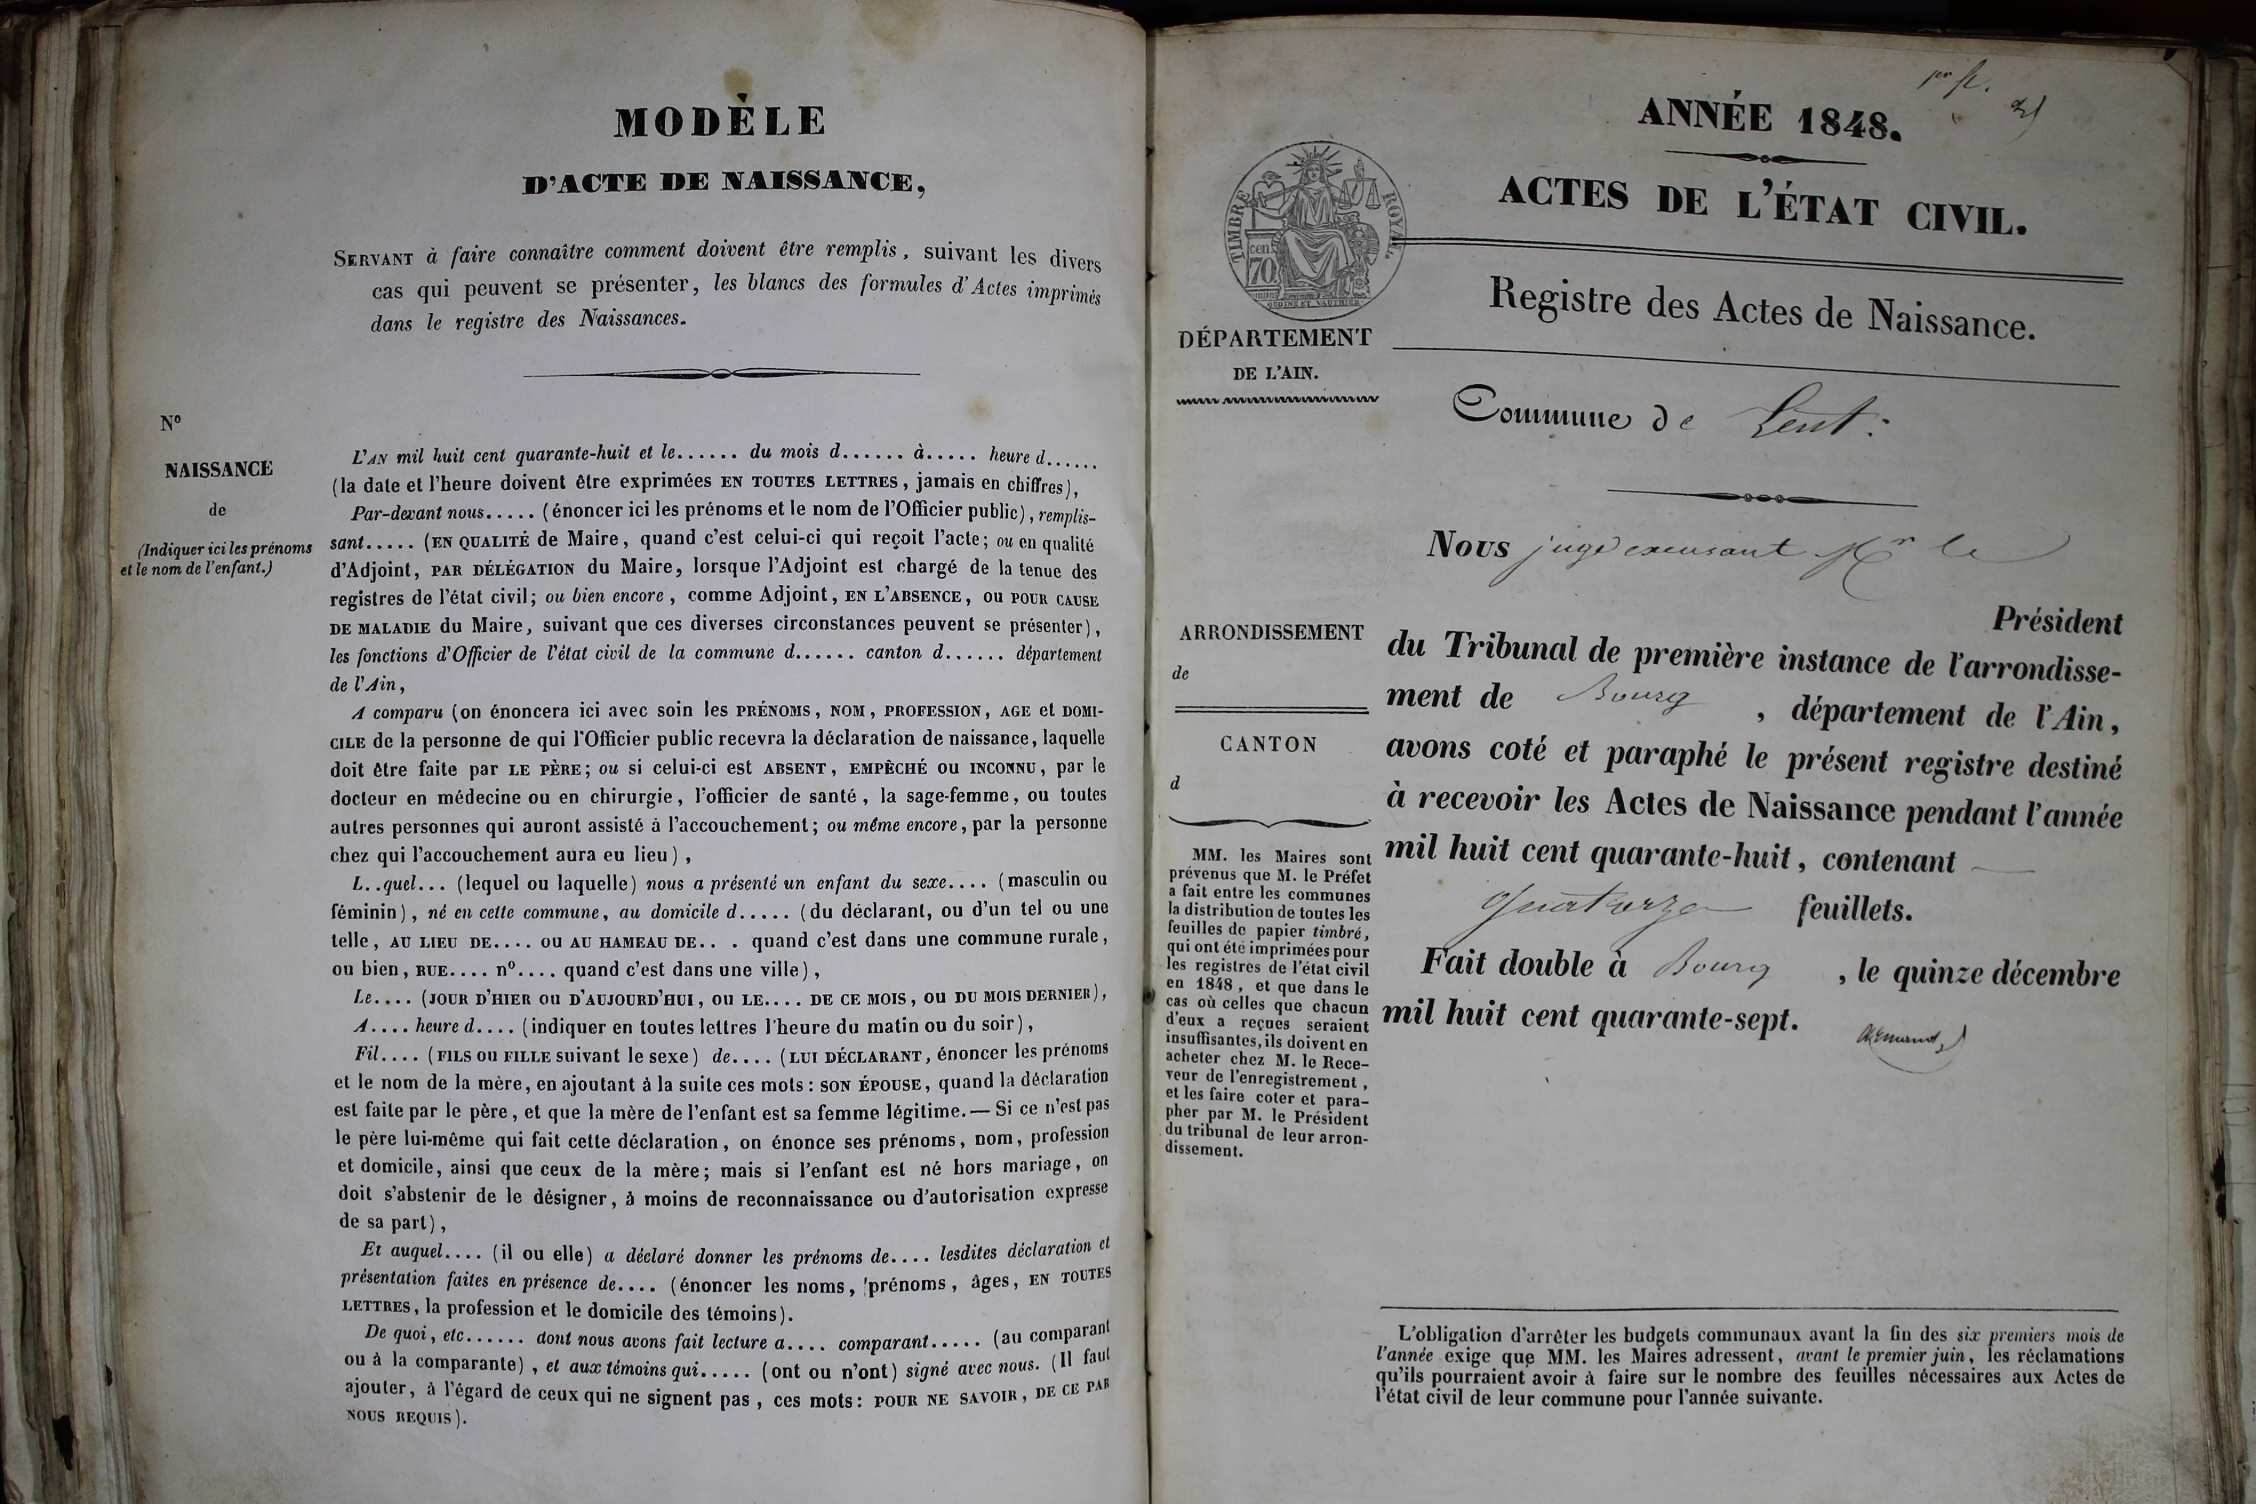 MODÈLE
D'ACTE DE NAISSANCE,
SERVANT à faire connaître comment doivent être remplis, suivant les divers
cas qui peuvent se présenter, les blancs des formules d'Actes imprimés
dans le registre des Naissances.
Nº
NAISSANCE
de
(Indiquer ici les prénoms
et le nom de l'enfant.)
L'AN mil huit cent quarante-huit et le...... du mois d...... à..... heure d......
(la date et l'heure doivent être exprimées EN TOUTES LETTRES, jamais en chiffres),
Par-devant nous..... (énoncer ici les prénoms et le nom de l'Officier public), remplis-
sant..... (EN QUALITÉ de Maire, quand c'est celui-ci qui reçoit l'acte; ou en qualité
d'Adjoint, PAR DÉLÉGATION du Maire, lorsque l'Adjoint est chargé de la tenue des
registres de l'état civil; ou bien encore, comme Adjoint, EN L'ABSENCE, ou POUR CAUSE
DE MALADIE du Maire, suivant que ces diverses circonstances peuvent se présenter),
les fonctions d'Officier de l'état civil de la commune d...... canton d...... département
de l'Ain,
A comparu (on énoncera ici avec soin les PRÉNOMS, NOM, PROFESSION, AGE et DOMI-
CILE de la personne de qui l'Officier public recevra la déclaration de naissance, laquelle
doit être faite par LE PÈRE; ou si celui-ci est ABSENT, EMPÊCHÉ ou INCONNU, par le
docteur en médecine ou en chirurgie, l'officier de santé, la sage-femme, ou toutes
autres personnes qui auront assisté à l'accouchement; ou même encore, par la personne
chez qui l'accouchement aura eu lieu),
L..quel... (lequel ou laquelle) nous a présenté un enfant du sexe.... (masculin ou
féminin), né en cette commune, au domicile d..... (du déclarant, ou d'un tel ou une
telle, AU LIEU DE.... OU AU HAMEAU DE.. . quand c'est dans une commune rurale,
ou bien, RUE.... nº.... quand c'est dans une ville),
Le.... (JOUR D'HIER ou D'AUJOURD'HUI, OU LE.... DE CE MOIS, OU DU MOIS DERNIER),
A.... heure d.... (indiquer en toutes lettres l'heure du matin ou du soir),
Fil.... (FILS ou FILLE suivant le sexe) de.... (LUI DÉCLARANT, énoncer les prénoms
et le nom de la mère, en ajoutant à la suite ces mots: SON ÉPOUSE, quand la déclaration
est faite par le père, et que la mère de l'enfant est sa femme légitime.— Si ce n'est pas
le père lui-même qui fait cette déclaration, on énonce ses prénoms, nom, profession
et domicile, ainsi que ceux de la mère; mais si l'enfant est né hors mariage, on
doit s'abstenir de le désigner, à moins de reconnaissance ou d'autorisation expresse
de sa part),
Et auquel.... (il ou elle) a déclaré donner les prénoms de.... lesdites déclaration et
présentation faites en présence de.... (énoncer les noms, prénoms, âges, EN TOUTES
LETTRES, la profession et le domicile des témoins).
De quoi, etc...... dont nous avons fait lecture a.... comparant..... (au comparant
ou à la comparante), et aux témoins qui..... (ont ou n'ont) signé avec nous. (Il faut
ajouter, à l'égard de ceux qui ne signent pas, ces mots: POUR NE SAVOIR, DE CE PAR
NOUS REQUIS).
ANNÉE 1848.
ACTES DE L'ÉTAT CIVIL.
TIMBRE ROYAL.
cen.
70
Registre des Actes de Naissance.
DÉPARTEMENT
DE L'AIN.
Commune de Lent:
Nous juge excusant Mr le
Président
du Tribunal de première instance de l'arrondisse-
ment de Bourg, département de l'Ain,
avons coté et paraphé le présent registre destiné
à recevoir les Actes de Naissance pendant l'année
mil huit cent quarante-huit, contenant
quatorze feuillets.
Fait double à Bourg, le quinze décembre
mil huit cent quarante-sept.
ARRONDISSEMENT
de
CANTON
d
MM. les Maires sont
prévenus que M. le Préfet
a fait entre les communes
la distribution de toutes les
feuilles de papier timbré,
qui ont été imprimées pour
les registres de l'état civil
en 1848, et que dans le
cas où celles que chacun
d'eux a reçues seraient
insuffisantes, ils doivent en
acheter chez M. le Rece-
veur de l'enregistrement,
et les faire coter et para-
pher par M. le Président
du tribunal de leur arron-
dissement.
L'obligation d'arrêter les budgets communaux avant la fin des six premiers mois de
l'année exige que MM. les Maires adressent, avant le premier juin, les réclamations
qu'ils pourraient avoir à faire sur le nombre des feuilles nécessaires aux Actes de
l'état civil de leur commune pour l'année suivante.